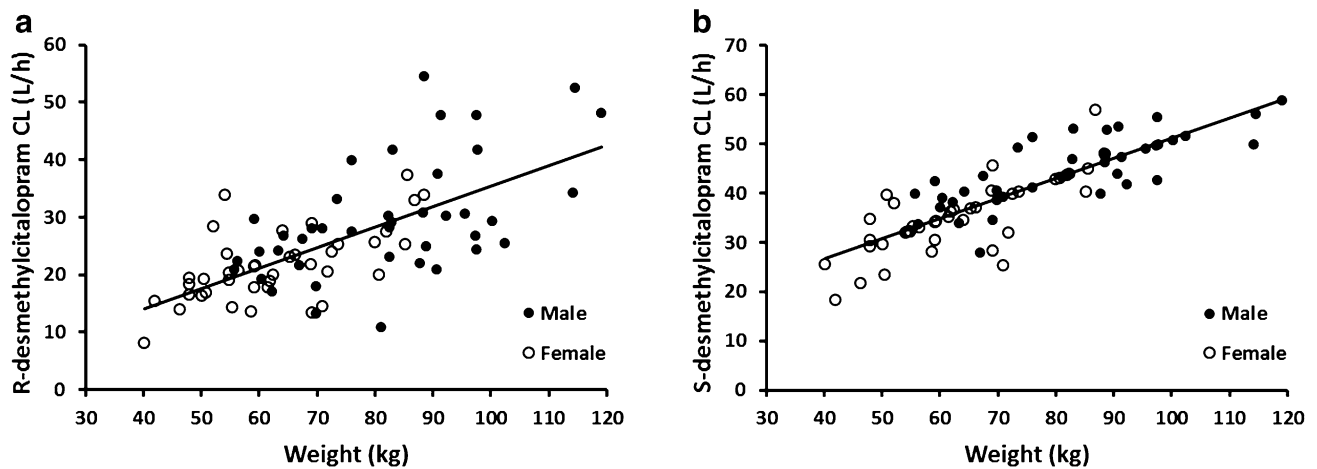 a
R-desmethylcitalopram CL (L/h)
60
50
40
30
20
10
0
30 40 50 60 70 80 90 100 110 120
Weight (kg)
Male
Female
b
S-desmethylcitalopram CL (L/h)
70
60
50
40
30
20
10
0
30 40 50 60 70 80 90 100 110 120
Weight (kg)
Male
Female